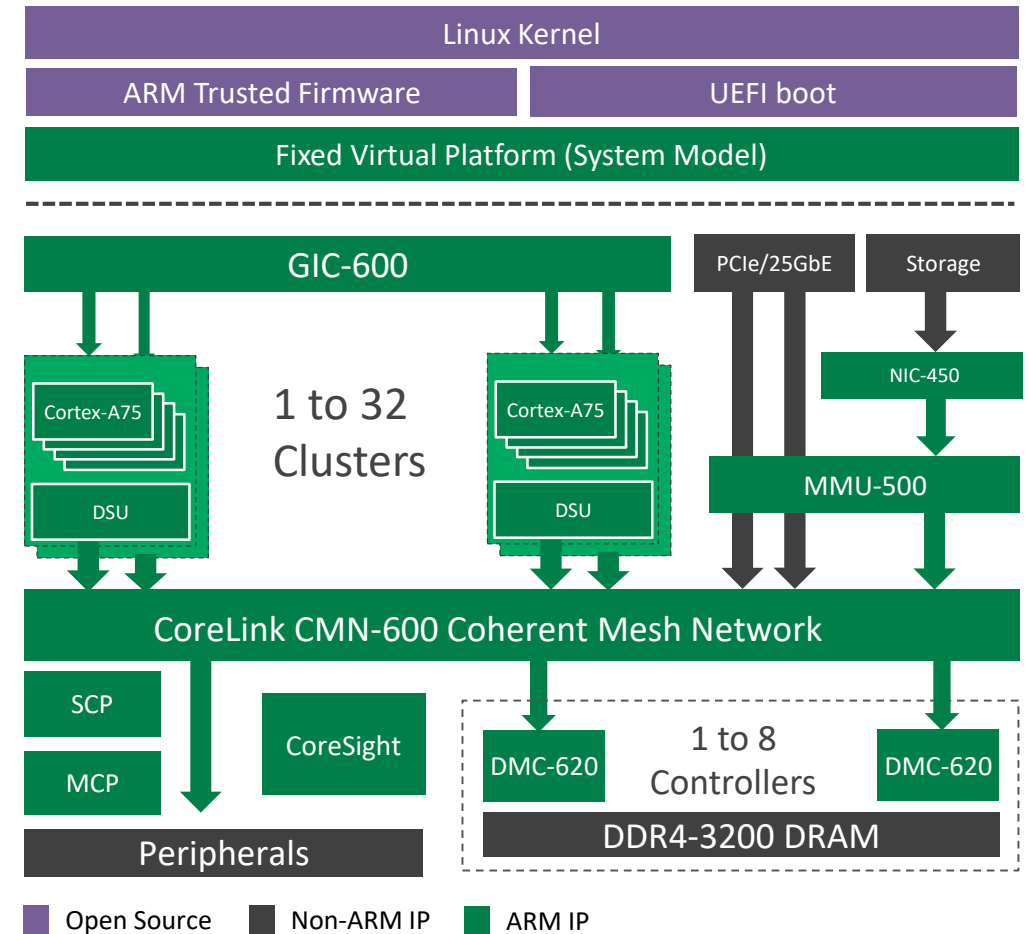 Linux Kernel
ARM Trusted Firmware
UEFI boot
Fixed Virtual Platform (System Model)
GIC-600
PCIe/25GbE
Storage
NIC-450
Cortex-A75
DSU
1 to 32
Clusters
Cortex-A75
DSU
MMU-500
CoreLink CMN-600 Coherent Mesh Network
SCP
MCP
CoreSight
DMC-620
1 to 8
Controllers
DMC-620
DDR4-3200 DRAM
Peripherals
Open Source
Non-ARM IP
ARM IP